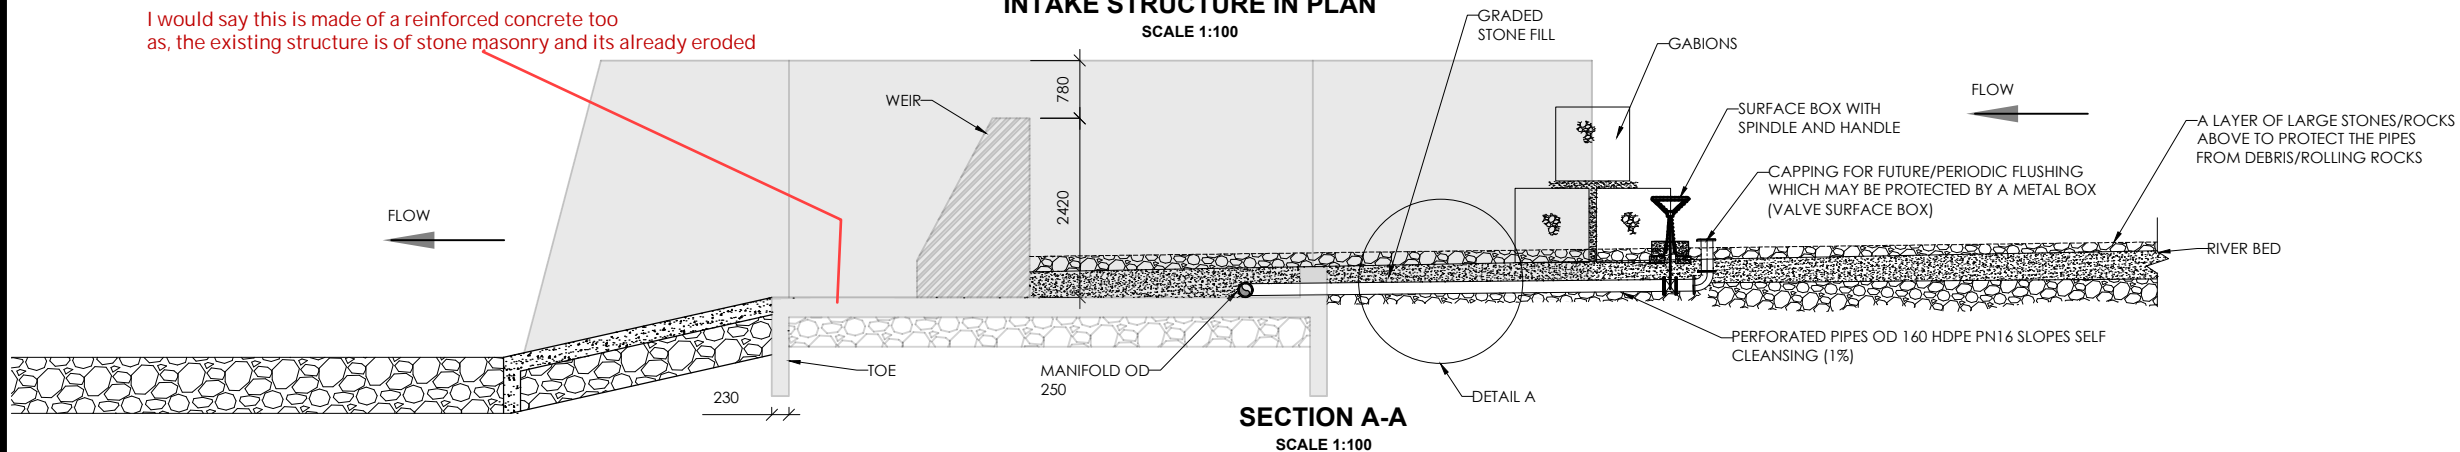 I would say this is made of a reinforced concrete too
as, the existing structure is of stone masonry and its already eroded
INTAKE STRUCTURE IN PLAN
SCALE 1:100
GRADED
STONE FILL
GABIONS
WEIR
780
2420
FLOW
SURFACE BOX WITH
SPINDLE AND HANDLE
FLOW
A LAYER OF LARGE STONES/ROCKS
ABOVE TO PROTECT THE PIPES
FROM DEBRIS/ROLLING ROCKS
CAPPING FOR FUTURE/PERIODIC FLUSHING
WHICH MAY BE PROTECTED BY A METAL BOX
(VALVE SURFACE BOX)
RIVER BED
PERFORATED PIPES OD 160 HDPE PN16 SLOPES SELF
CLEANSING (1%)
TOE
MANIFOLD OD
250
230
DETAIL A
SECTION A-A
SCALE 1:100